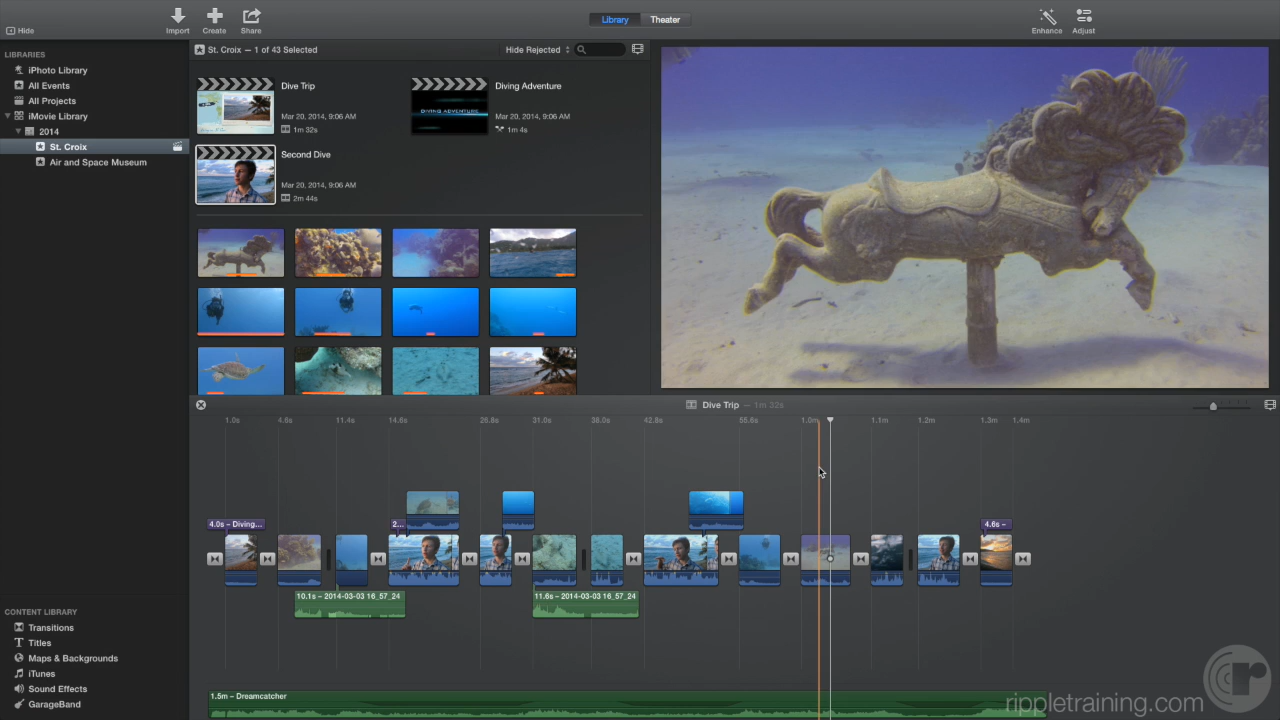 Hide
Import
Create
Share
Library
Theater
Enhance
Adjust
LIBRARIES
iPhoto Library
All Events
All Projects
iMovie Library
2014
St. Croix
Air and Space Museum
St. Croix – 1 of 43 Selected
Hide Rejected
Dive Trip
Mar 20, 2014, 9:06 AM
1m 32s
Diving Adventure
DIVING ADVENTURE
Mar 20, 2014, 9:06 AM
1m 4s
Second Dive
Mar 20, 2014, 9:06 AM
2m 44s
Dive Trip – 1m 32s
1.0s 4.6s 11.4s 14.6s 26.8s 31.0s 36.0s 42.8s 55.6s 1.0m 1.1m 1.2m 1.3m 1.4m
4.0s – Diving...
2...
4.6s –
10.1s – 2014-03-03 16_57_24
11.6s – 2014-03-03 16_57_24
1.5m – Dreamcatcher
CONTENT LIBRARY
Transitions
Titles
Maps & Backgrounds
iTunes
Sound Effects
GarageBand
rippletraining.com